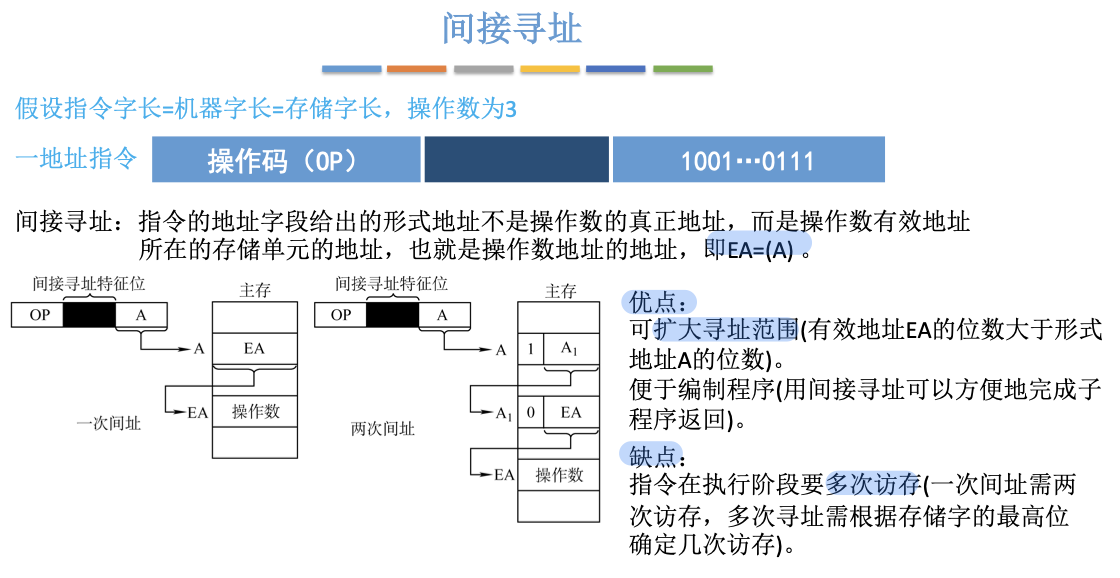 间接寻址
假设指令字长=机器字长=存储字长，操作数为3
一地址指令 操作码（OP） 1001…0111
间接寻址：指令的地址字段给出的形式地址不是操作数的真正地址，而是操作数有效地址
所在的存储单元的地址，也就是操作数地址的地址，即EA=(A) 。
间接寻址特征位
主存
OP A
A EA
EA 操作数
一次间址
间接寻址特征位
主存
OP A
A 1 A1
A1 0 EA
EA 操作数
两次间址
优点：
可扩大寻址范围(有效地址EA的位数大于形式
地址A的位数)。
便于编制程序(用间接寻址可以方便地完成子
程序返回)。
缺点：
指令在执行阶段要多次访存(一次间址需两
次访存，多次寻址需根据存储字的最高位
确定几次访存)。